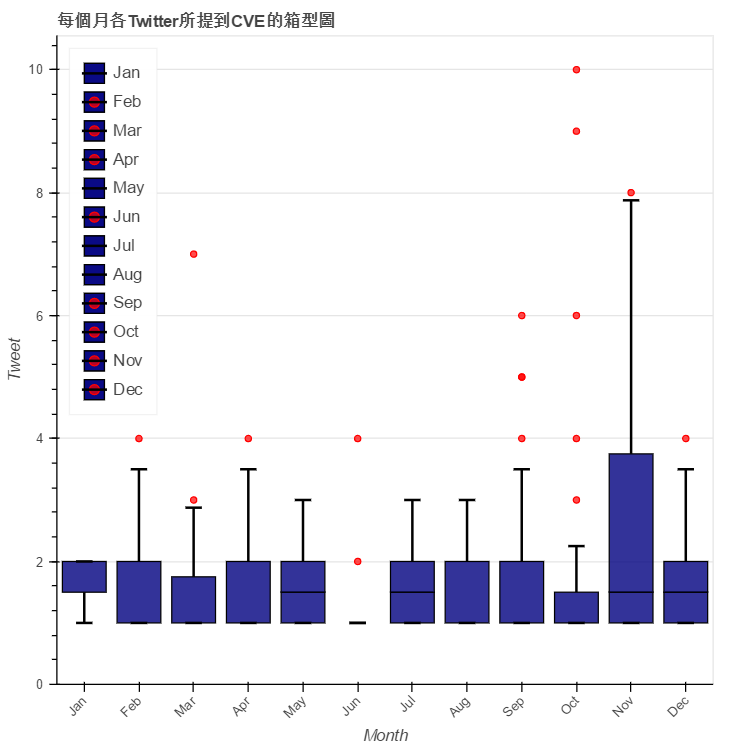 每個月各Twitter所提到CVE的箱型圖
Jan
Feb
Mar
Apr
May
Jun
Jul
Aug
Sep
Oct
Nov
Dec
10
8
6
4
2
0
Tweet
Jan
Feb
Mar
Apr
May
Jun
Jul
Aug
Sep
Oct
Nov
Dec
Month